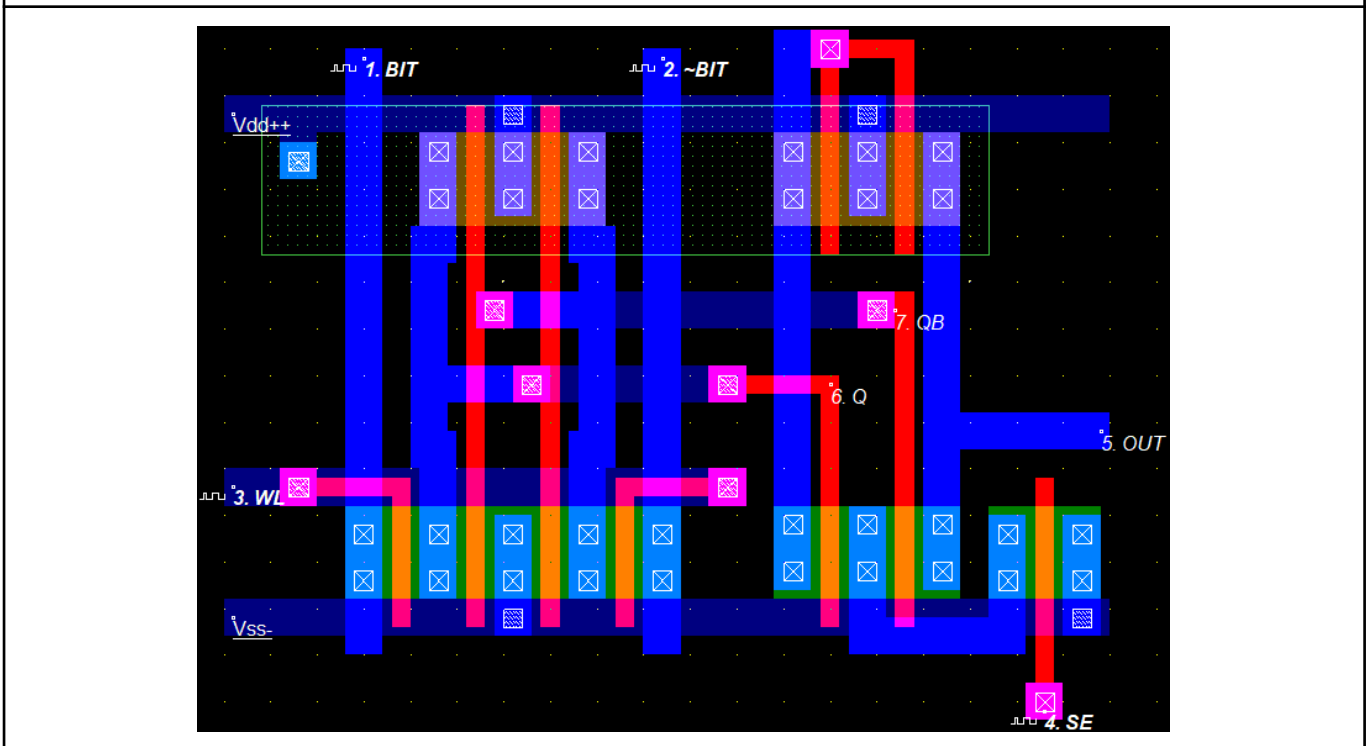 1. BIT
2. ~BIT
Vdd++
7. QB
6. Q
5. OUT
3. WL
Vss-
4. SE